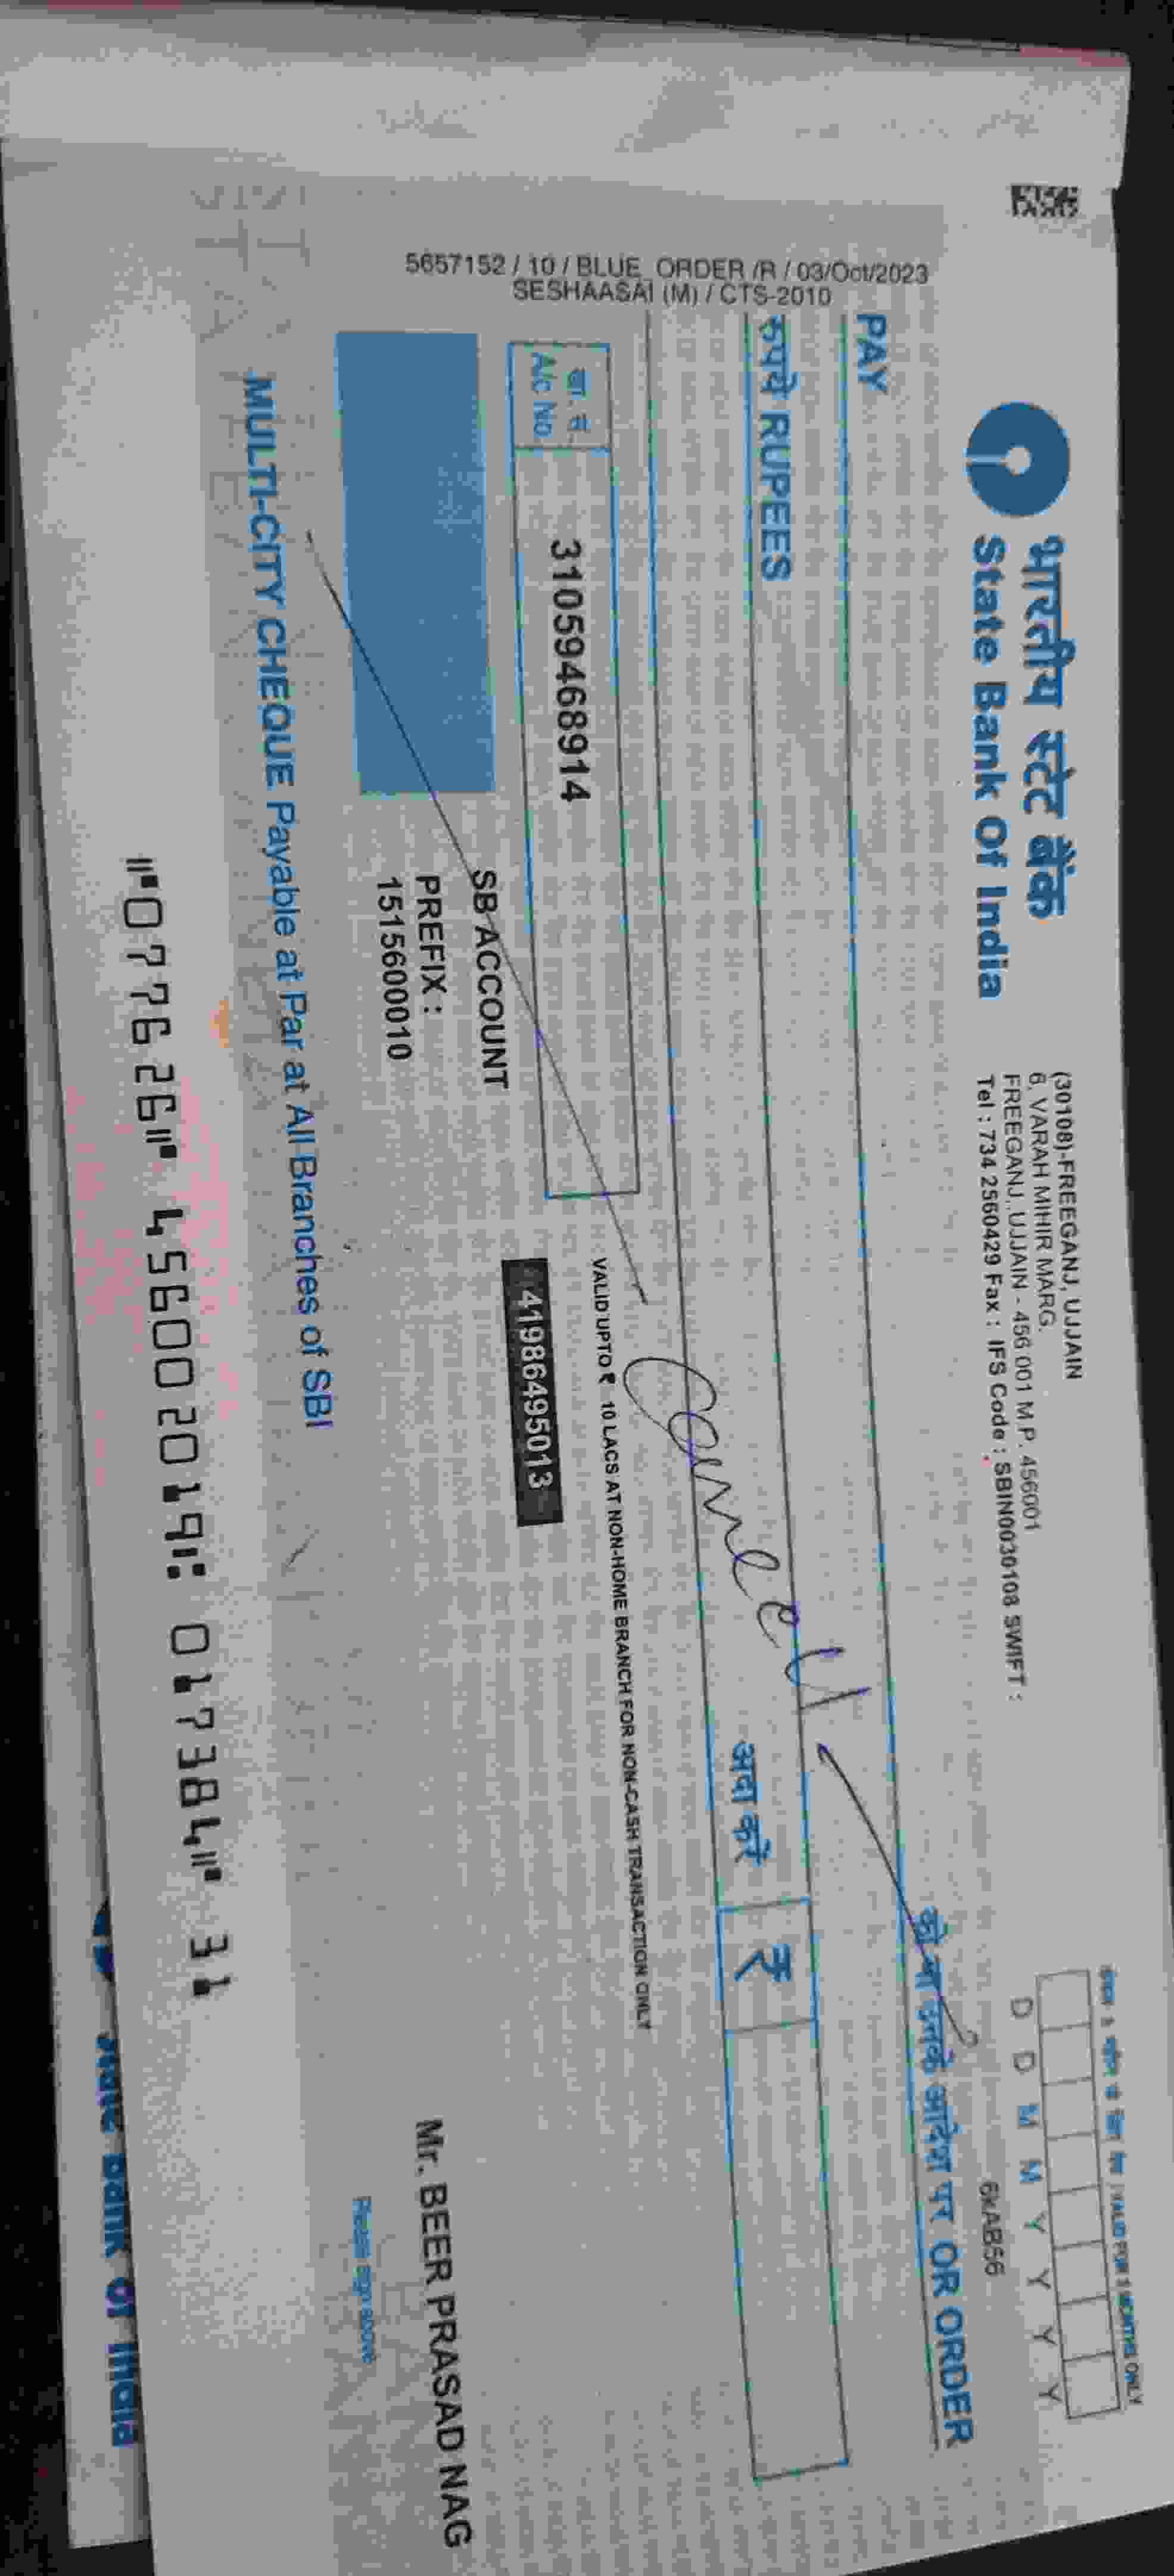 भारतीय स्टेट बैंक
State Bank Of India
(30108)-FREEGANJ, UJJAIN
6, VARAH MIHIR MARG.
FREEGANJ, UJJAIN - 456 001 M.P. 456001
Tel : 734 2560429 Fax : IFS Code : SBIN0030108 SWIFT :
VALID FOR 3 MONTHS ONLY
D D M M Y Y Y Y
6KAB56
PAY
को या उनके आदेश पर OR ORDER
रुपये RUPEES
अदा करें
₹
खा. सं.
A/c No.
31059468914
VALID UPTO ₹ 10 LACS AT NON-HOME BRANCH FOR NON-CASH TRANSACTION ONLY
41986495013
SB ACCOUNT
PREFIX :
1515600010
Mr. BEER PRASAD NAG
Please sign above
MULTI-CITY CHEQUE Payable at Par at All Branches of SBI
⑈077626⑈ 456002019⑆ 017384⑈ 31
5657152 / 10 / BLUE_ORDER /R / 03/Oct/2023
SESHAASAI (M) / CTS-2010
State Bank of India